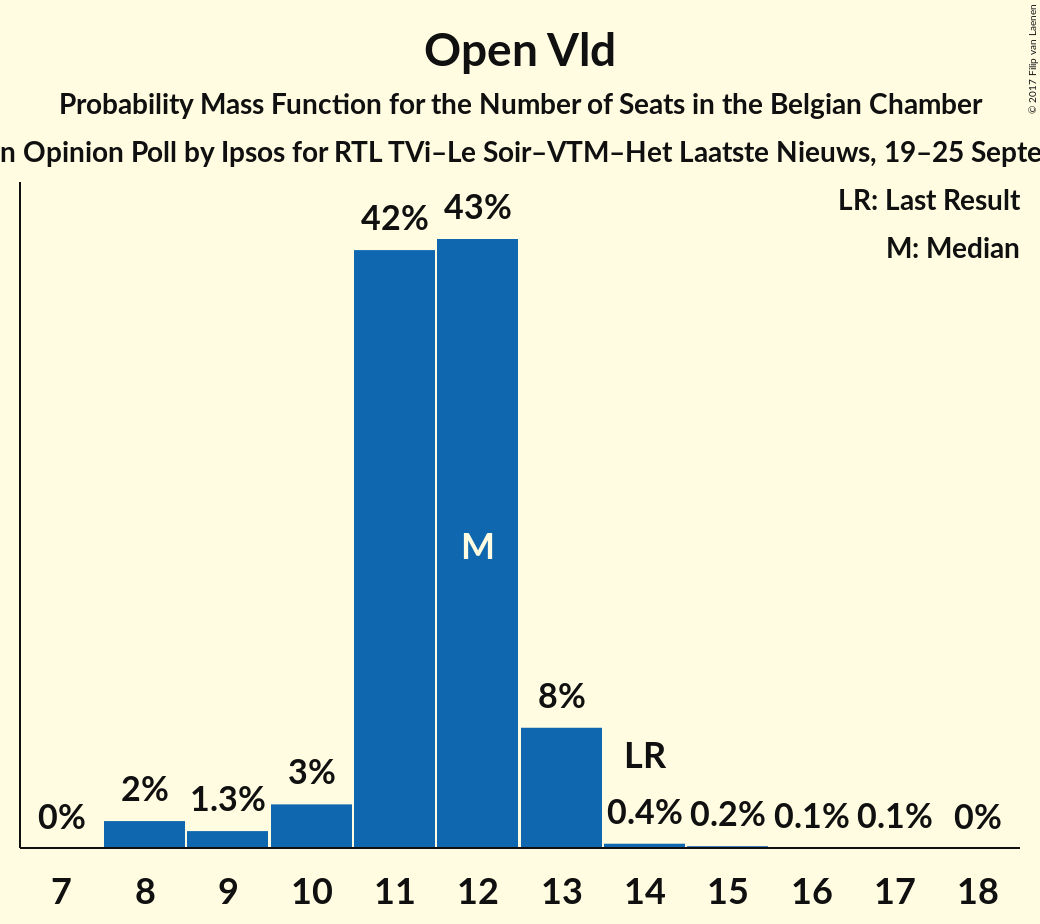 Open Vld
Probability Mass Function for the Number of Seats in the Belgian Chamber
n Opinion Poll by Ipsos for RTL TVi–Le Soir–VTM–Het Laatste Nieuws, 19–25 Septe
© 2017 Filip van Laenen
LR: Last Result
M: Median
0% 2% 1.3% 3% 42% 43% 8% 0.4% 0.2% 0.1% 0.1% 0%
M
LR
7 8 9 10 11 12 13 14 15 16 17 18